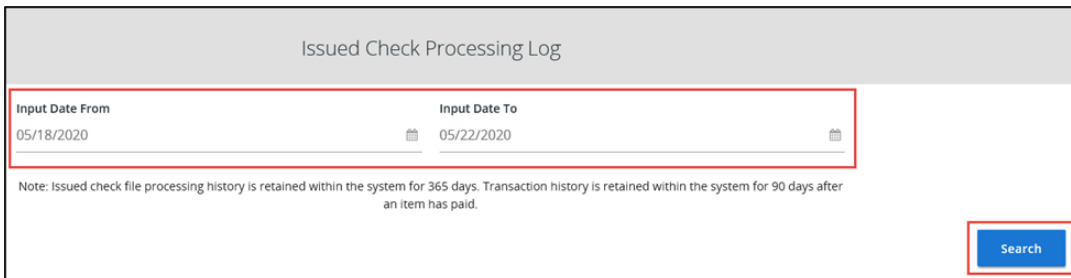 Issued Check Processing Log
Input Date From
Input Date To
05/18/2020
05/22/2020
Note: Issued check file processing history is retained within the system for 365 days. Transaction history is retained within the system for 90 days after
an item has paid.
Search